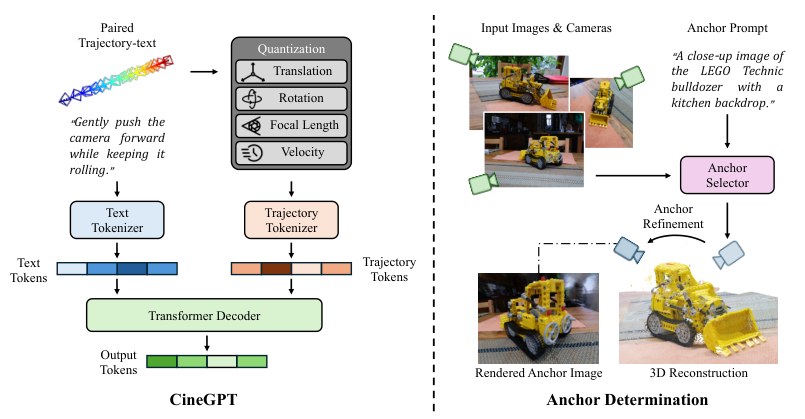 Paired
Trajectory-text
"Gently push the
camera forward
while keeping it
rolling."
Quantization
Translation
Rotation
Focal Length
Velocity
Text
Tokenizer
Trajectory
Tokenizer
Text
Tokens
Trajectory
Tokens
Transformer Decoder
Output
Tokens
CineGPT
Input Images & Cameras
Anchor Prompt
"A close-up image of
the LEGO Technic
bulldozer with a
kitchen backdrop."
Anchor
Selector
Anchor
Refinement
Rendered Anchor Image
3D Reconstruction
Anchor Determination